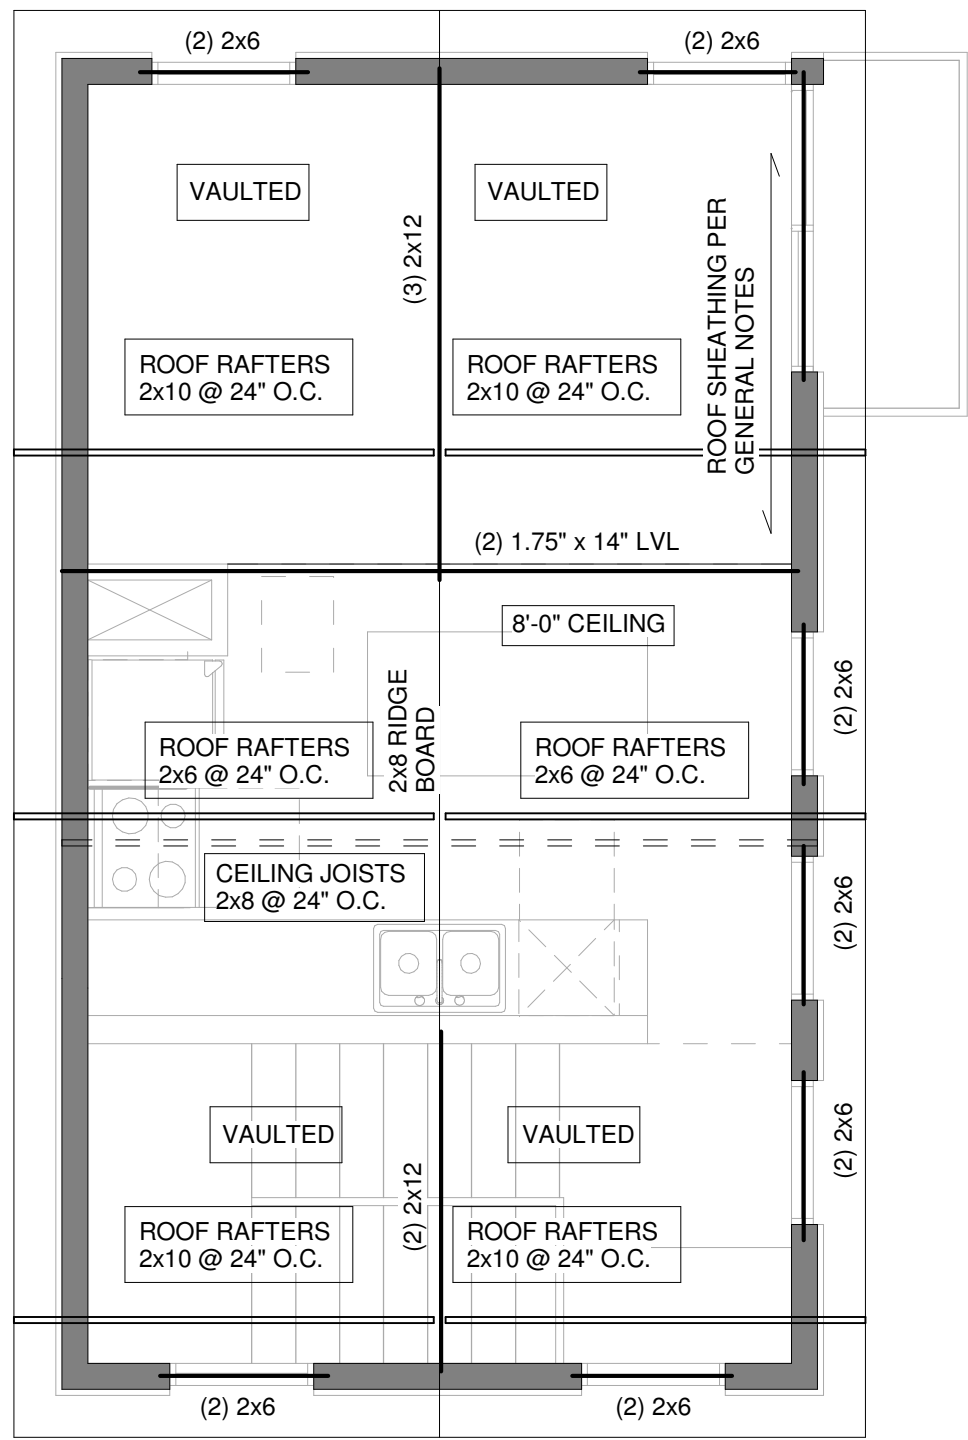 (2) 2x6
(2) 2x6
VAULTED
VAULTED
(3) 2x12
ROOF SHEATHING PER
GENERAL NOTES
ROOF RAFTERS
2x10 @ 24" O.C.
ROOF RAFTERS
2x10 @ 24" O.C.
(2) 1.75" x 14" LVL
8'-0" CEILING
(2) 2x6
2x8 RIDGE
BOARD
ROOF RAFTERS
2x6 @ 24" O.C.
ROOF RAFTERS
2x6 @ 24" O.C.
CEILING JOISTS
2x8 @ 24" O.C.
(2) 2x6
VAULTED
VAULTED
(2) 2x6
(2) 2x12
ROOF RAFTERS
2x10 @ 24" O.C.
ROOF RAFTERS
2x10 @ 24" O.C.
(2) 2x6
(2) 2x6